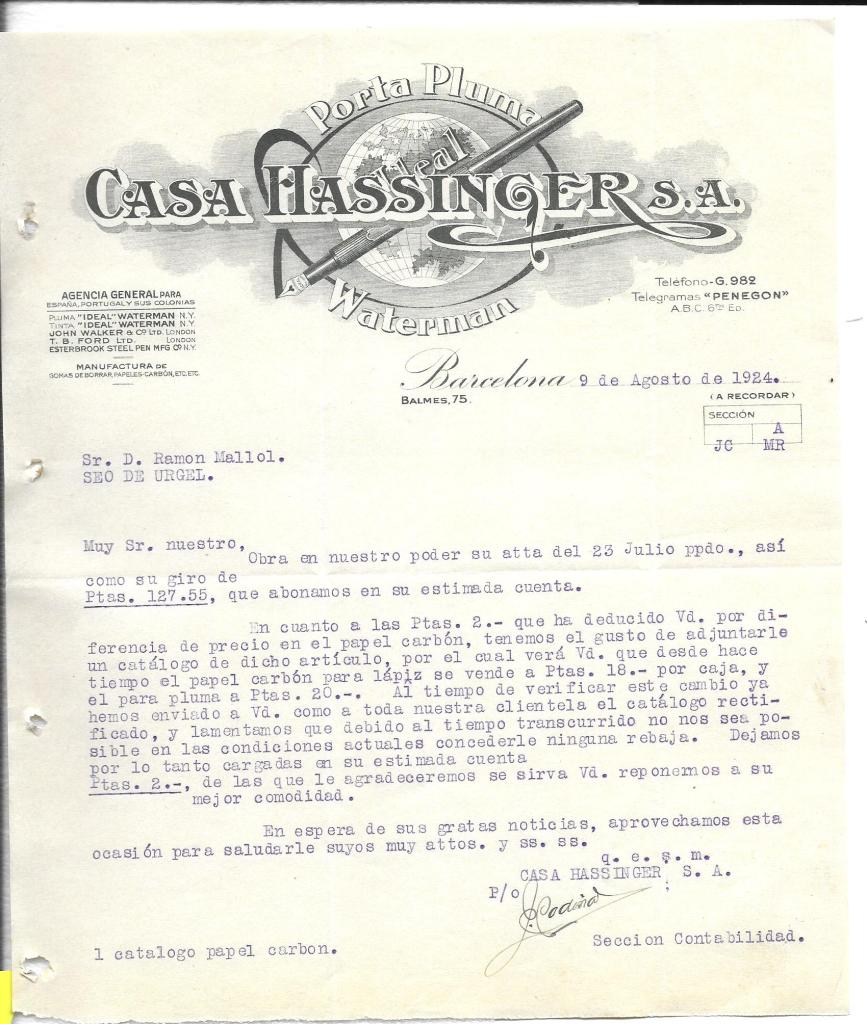 Porta Pluma
Ideal
CASA HASSINGER S.A.
Waterman
AGENCIA GENERAL PARA
ESPAÑA, PORTUGAL Y SUS COLONIAS
PLUMA "IDEAL" WATERMAN N.Y.
TINTA "IDEAL" WATERMAN N.Y.
JOHN WALKER & Cº LTD. LONDON
T. B. FORD LTD. LONDON
ESTERBROOK STEEL PEN MFG Cº N.Y.
MANUFACTURA DE
GOMAS DE BORRAR, PAPELES-CARBÓN, ETC. ETC.
Teléfono-G. 982
Telegramas "PENEGON"
A.B.C. 6TH ED.
Barcelona 9 de Agosto de 1924.
BALMES, 75.
(A RECORDAR)
SECCIÓN
A
JC MR
Sr. D. Ramon Mallol.
SEO DE URGEL.
Muy Sr. nuestro,
Obra en nuestro poder su atta del 23 Julio ppdo., así
como su giro de
Ptas. 127.55, que abonamos en su estimada cuenta.
En cuanto a las Ptas. 2.- que ha deducido Vd. por di-
ferencia de precio en el papel carbón, tenemos el gusto de adjuntarle
un catálogo de dicho artículo, por el cual verá Vd. que desde hace
tiempo el papel carbón para lápiz se vende a Ptas. 18.- por caja, y
el para pluma a Ptas. 20.-. Al tiempo de verificar este cambio ya
hemos enviado a Vd. como a toda nuestra clientela el catálogo recti-
ficado, y lamentamos que debido al tiempo transcurrido no nos sea po-
sible en las condiciones actuales concederle ninguna rebaja. Dejamos
por lo tanto cargadas en su estimada cuenta
Ptas. 2.-, de las que le agradeceremos se sirva Vd. reponernos a su
mejor comodidad.
En espera de sus gratas noticias, aprovechamos esta
ocasión para saludarle suyos muy attos. y ss. ss.
q. e. s. m.
CASA HASSINGER, S. A.
P/o ;
Seccion Contabilidad.
1 catalogo papel carbon.